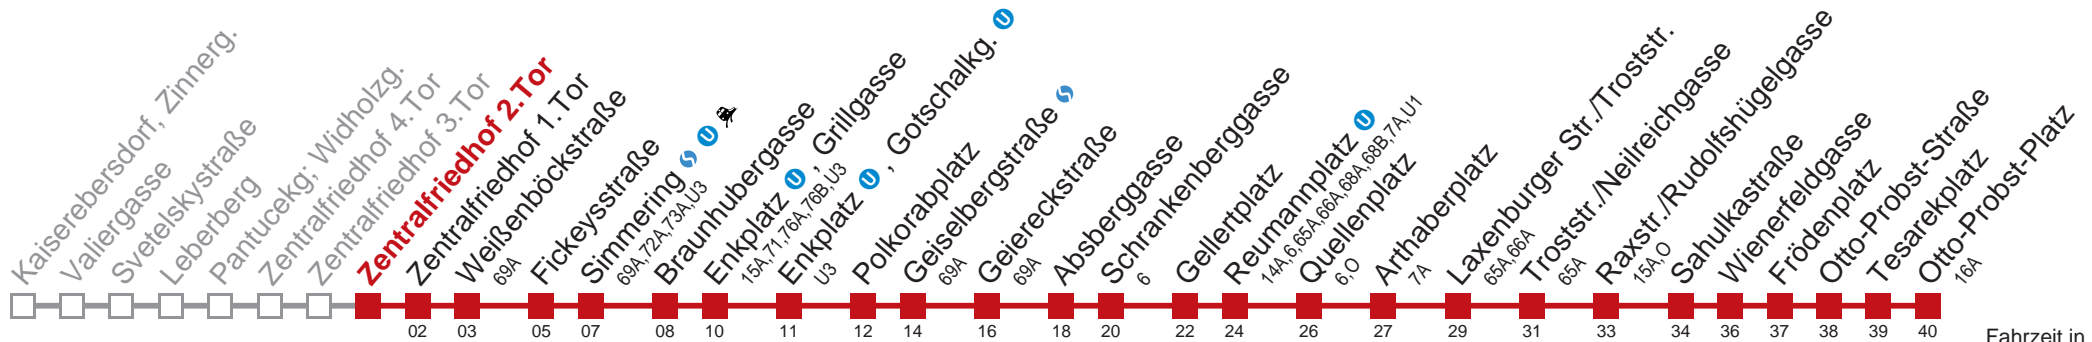 Kaiserebersdorf, Zinnerg.
Valiergasse
Svetelskystraße
Leberberg
Pantucekg; Widholzg.
Zentralfriedhof 4.Tor
Zentralfriedhof 3.Tor
Zentralfriedhof 2.Tor
Zentralfriedhof 1.Tor
Weißenböckstraße
69A
Fickeysstraße
Simmering S U
69A,72A,73A,U3
Braunhubergasse
Enkplatz U , Grillgasse
15A,71,76A,76B,U3
Enkplatz U , Gotschalkg. U
U3
Polkorabplatz
Geiselbergstraße S
69A
Geiereckstraße
69A
Absberggasse
Schrankenberggasse
6
Gellertplatz
Reumannplatz U
14A,6,65A,66A,68A,68B,7A,U1
Quellenplatz
6,O
Arthaberplatz
7A
Laxenburger Str./Troststr.
65A,66A
Troststr./Neilreichgasse
65A
Raxstr./Rudolfshügelgasse
15A,O
Sahulkastraße
Wienerfeldgasse
Frödenplatz
Otto-Probst-Straße
Tesarekplatz
Otto-Probst-Platz
16A
02 03 05 07 08 10 11 12 14 16 18 20 22 24 26 27 29 31 33 34 36 37 38 39 40
Fahrzeit in